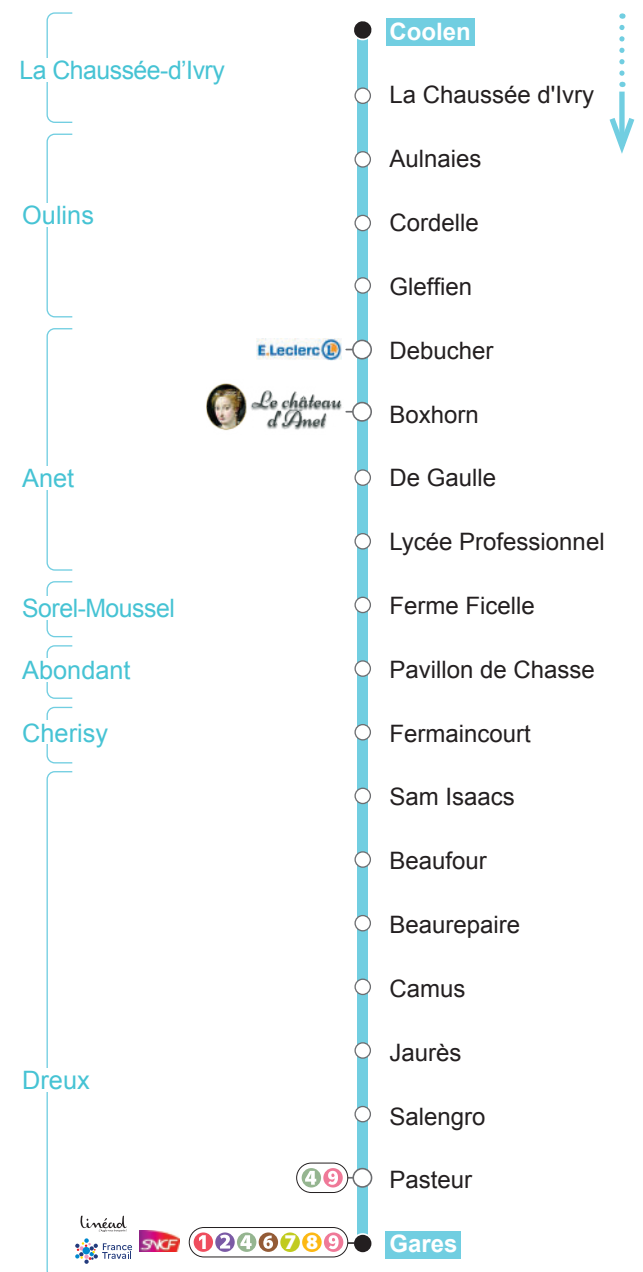 La Chaussée-d’Ivry
Coolen
La Chaussée d'Ivry
Oulins
Aulnaies
Cordelle
Gleffien
Anet
E.Leclerc L
Debucher
Le château
d'Anet
Boxhorn
De Gaulle
Lycée Professionnel
Sorel-Moussel
Ferme Ficelle
Abondant
Pavillon de Chasse
Cherisy
Fermaincourt
Dreux
Sam Isaacs
Beaufour
Beaurepaire
Camus
Jaurès
Salengro
4 9
Pasteur
Linéad
France
Travail
SNCF
1 2 4 6 7 8 9
Gares